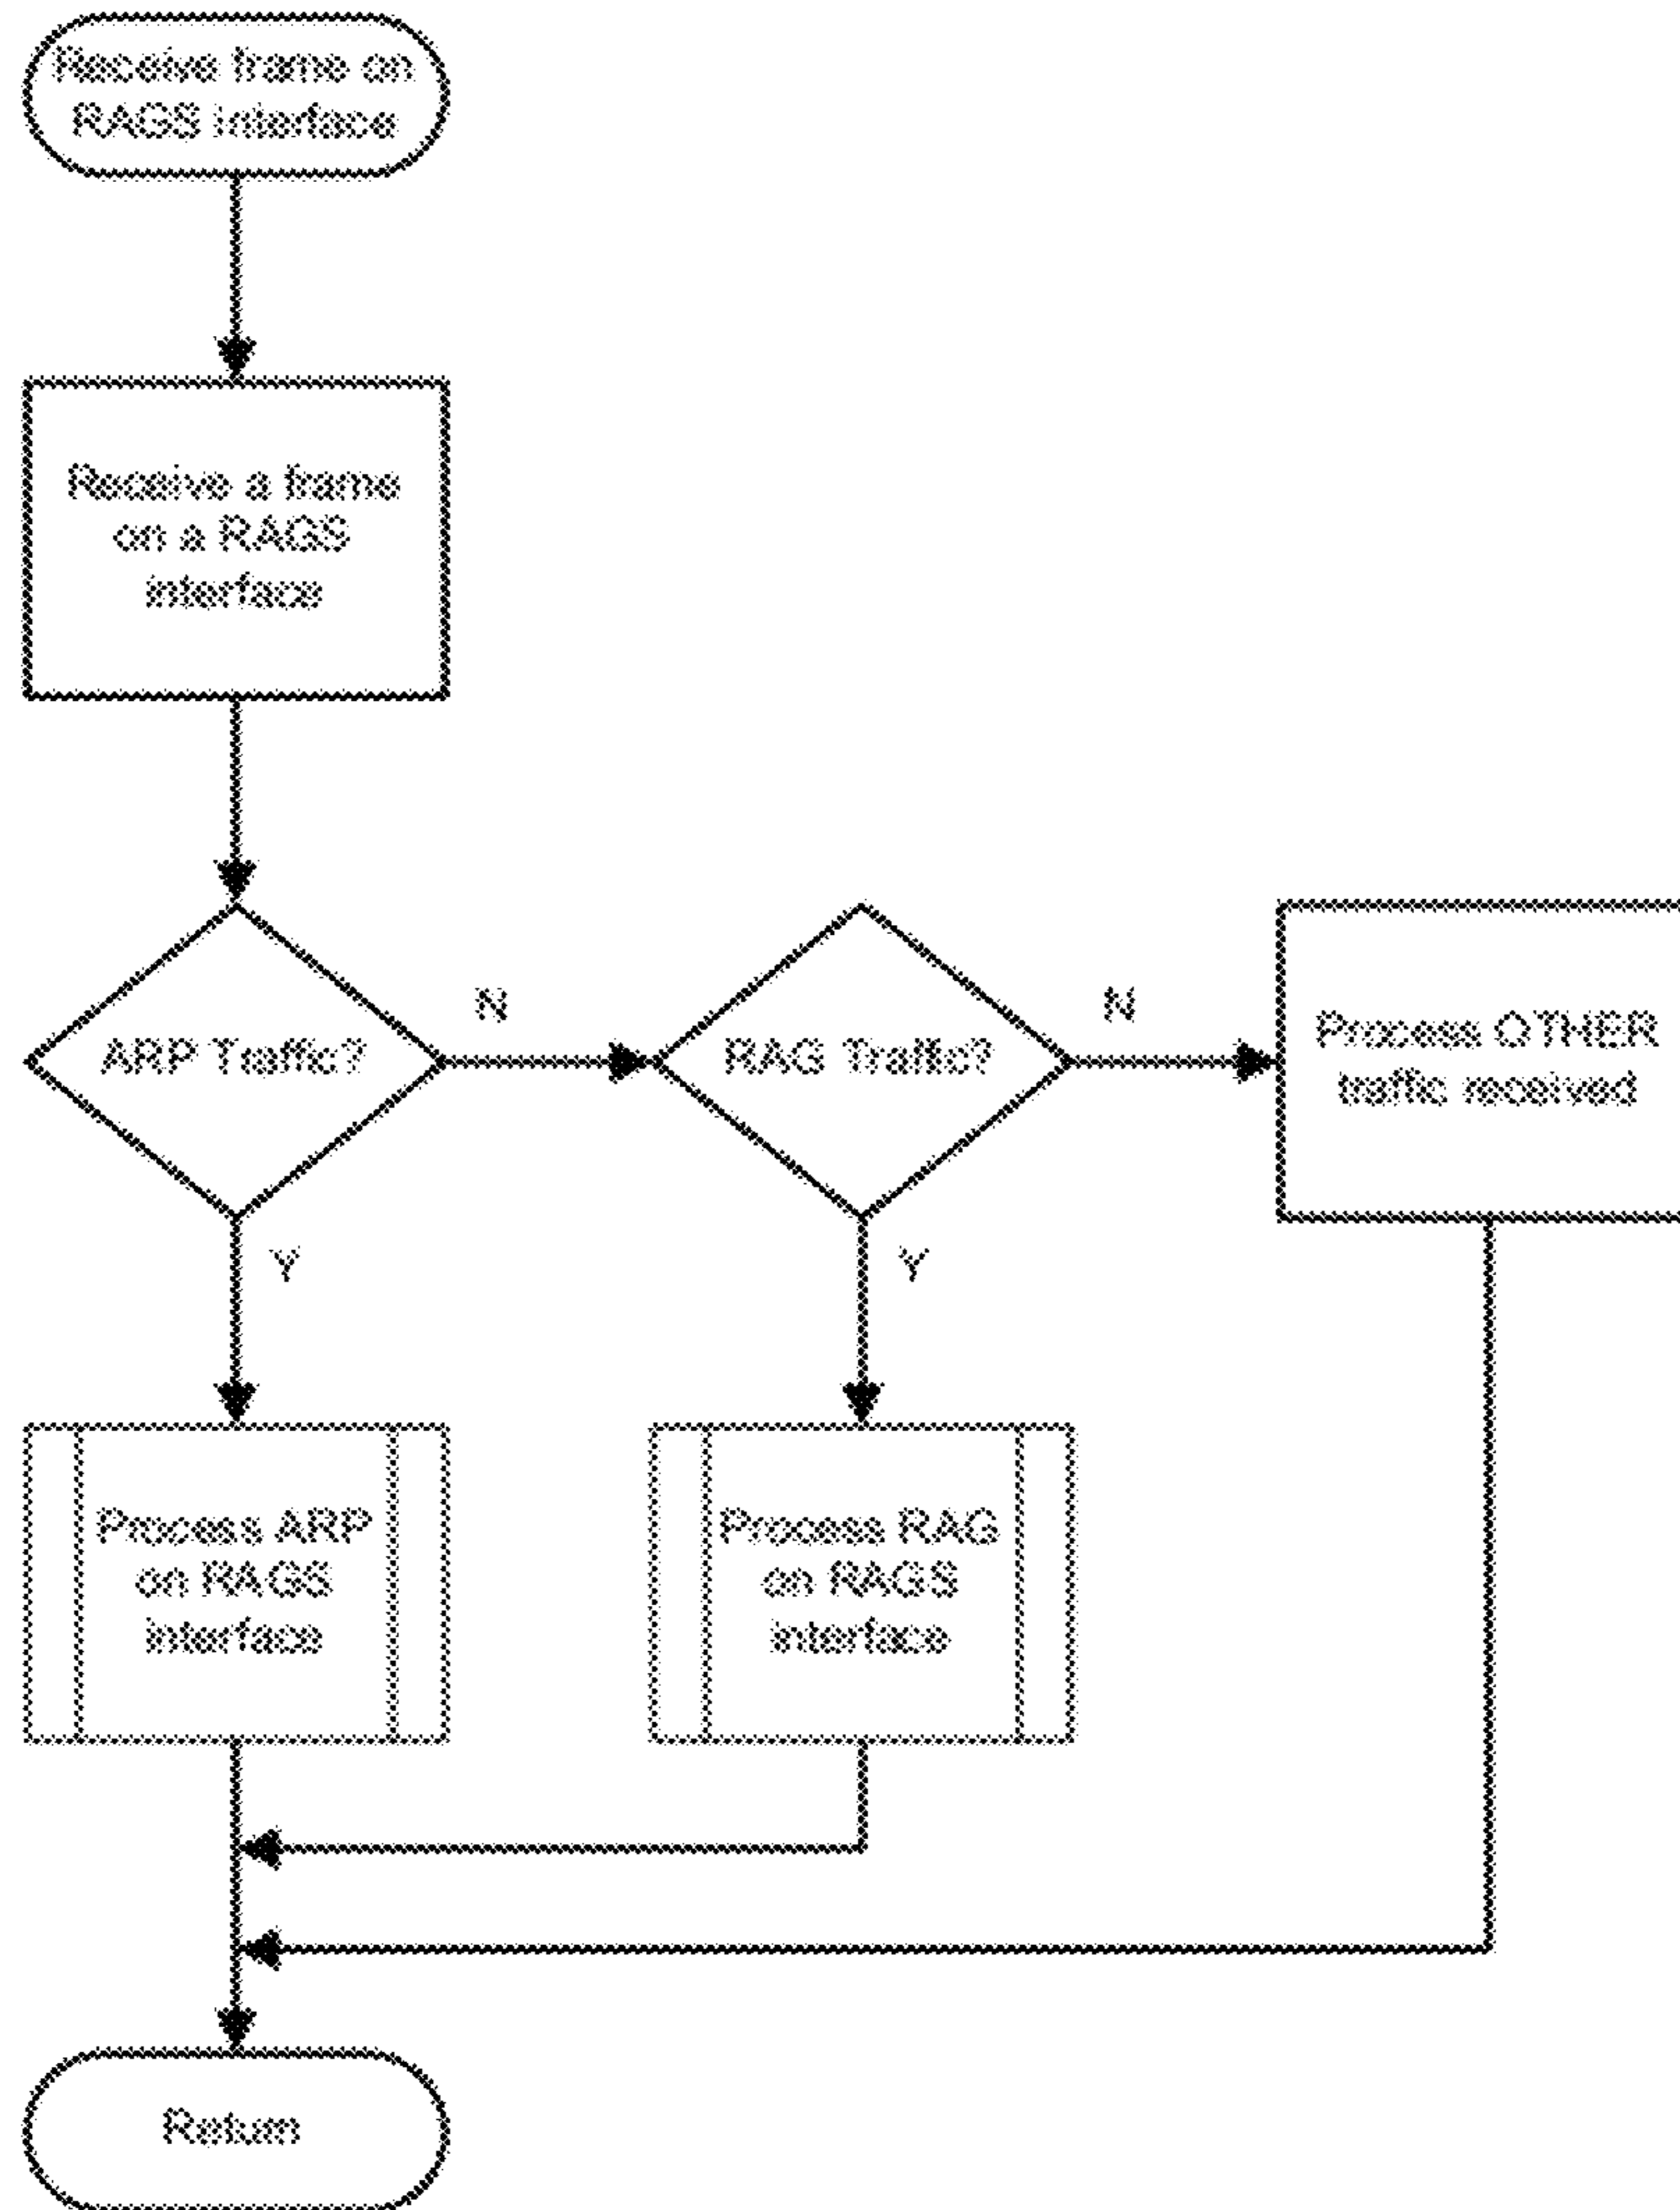 Receive frame on
RAGS interface
Receive a frame
on a RAGS
interface
ARP Traffic?
N
RAG Traffic?
N
Process OTHER
traffic received
Y
Y
Process ARP
on RAGS
interface
Process RAG
on RAGS
interface
Return